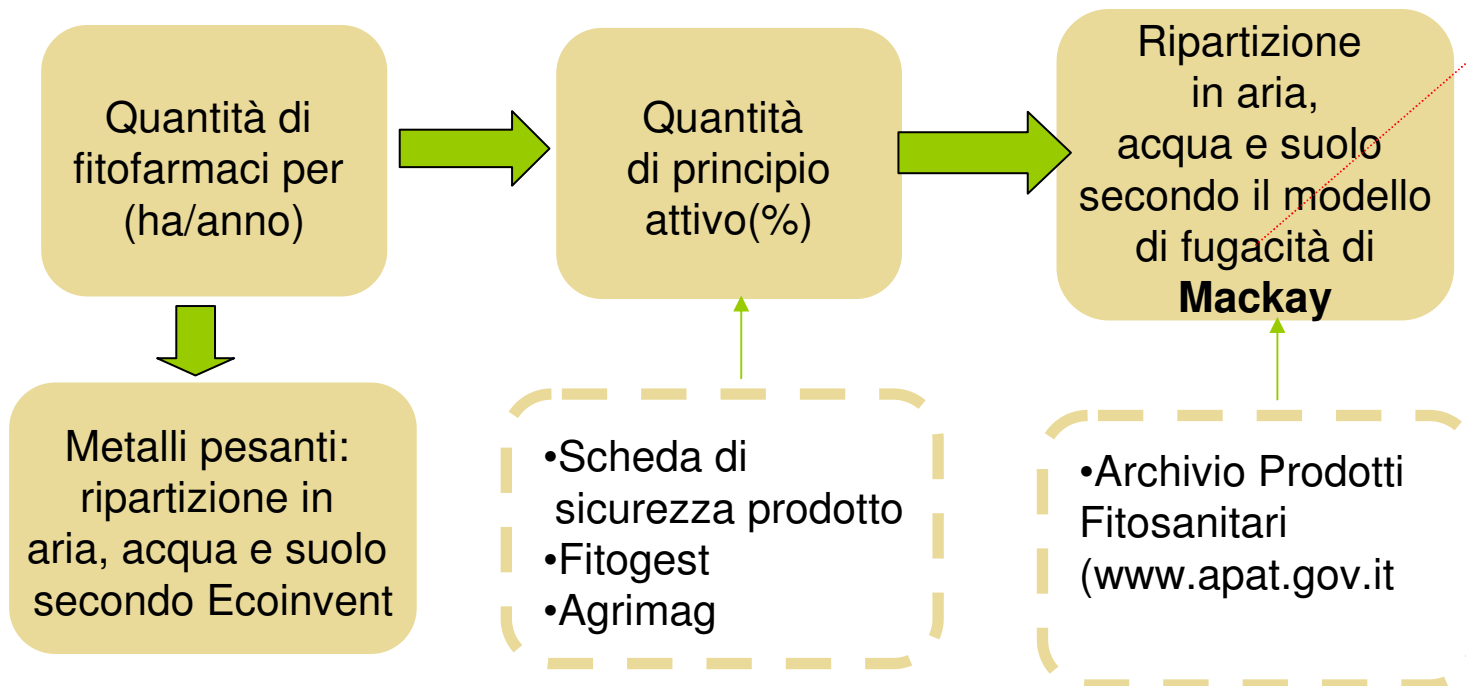 Quantità di
fitofarmaci per
(ha/anno)
Quantità
di principio
attivo(%)
Ripartizione
in aria,
acqua e suolo
secondo il modello
di fugacità di
Mackay
Metalli pesanti:
ripartizione in
aria, acqua e suolo
secondo Ecoinvent
•Scheda di
sicurezza prodotto
•Fitogest
•Agrimag
•Archivio Prodotti
Fitosanitari
(www.apat.gov.it